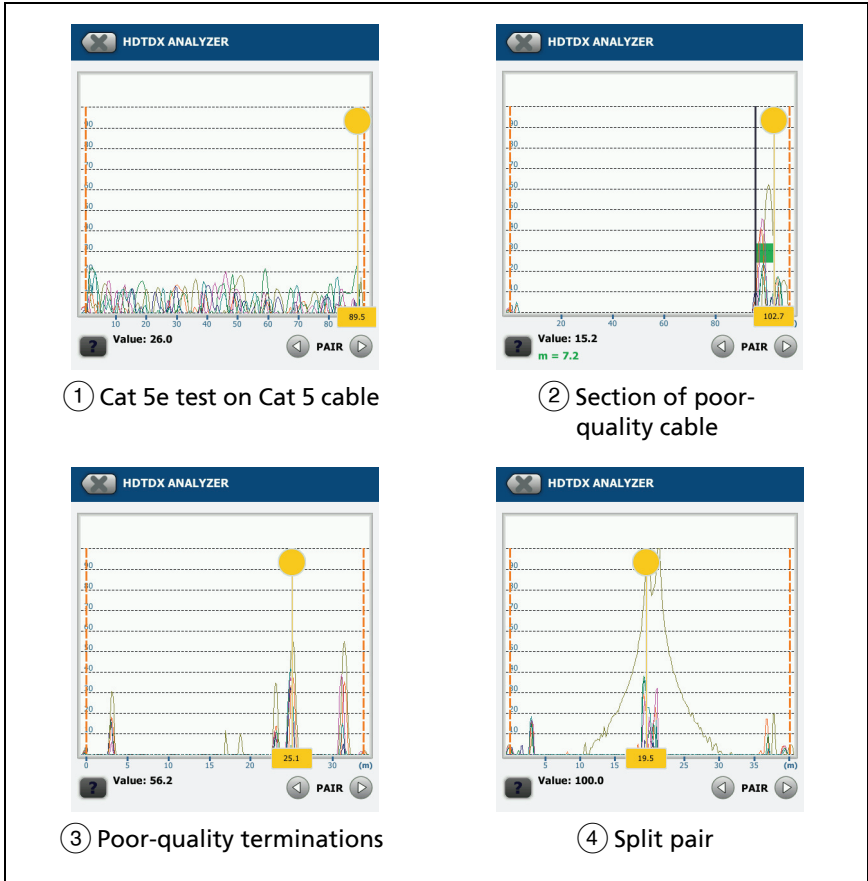 HDTDX ANALYZER
90
80
70
60
50
40
30
20
10
0
10 20 30 40 50 60 70 80
89.5
? Value: 26.0
PAIR
1 Cat 5e test on Cat 5 cable
HDTDX ANALYZER
90
80
70
60
50
40
30
20
10
0
20 40 60 80 )
102.7
? Value: 15.2
m = 7.2
PAIR
2 Section of poor-
quality cable
HDTDX ANALYZER
90
80
70
60
50
40
30
20
10
0 5 10 15 20 30 (m)
25.1
? Value: 56.2
PAIR
3 Poor-quality terminations
HDTDX ANALYZER
90
80
70
60
50
40
30
20
10
5 10 15 25 30 35 (m)
19.5
? Value: 100.0
PAIR
4 Split pair